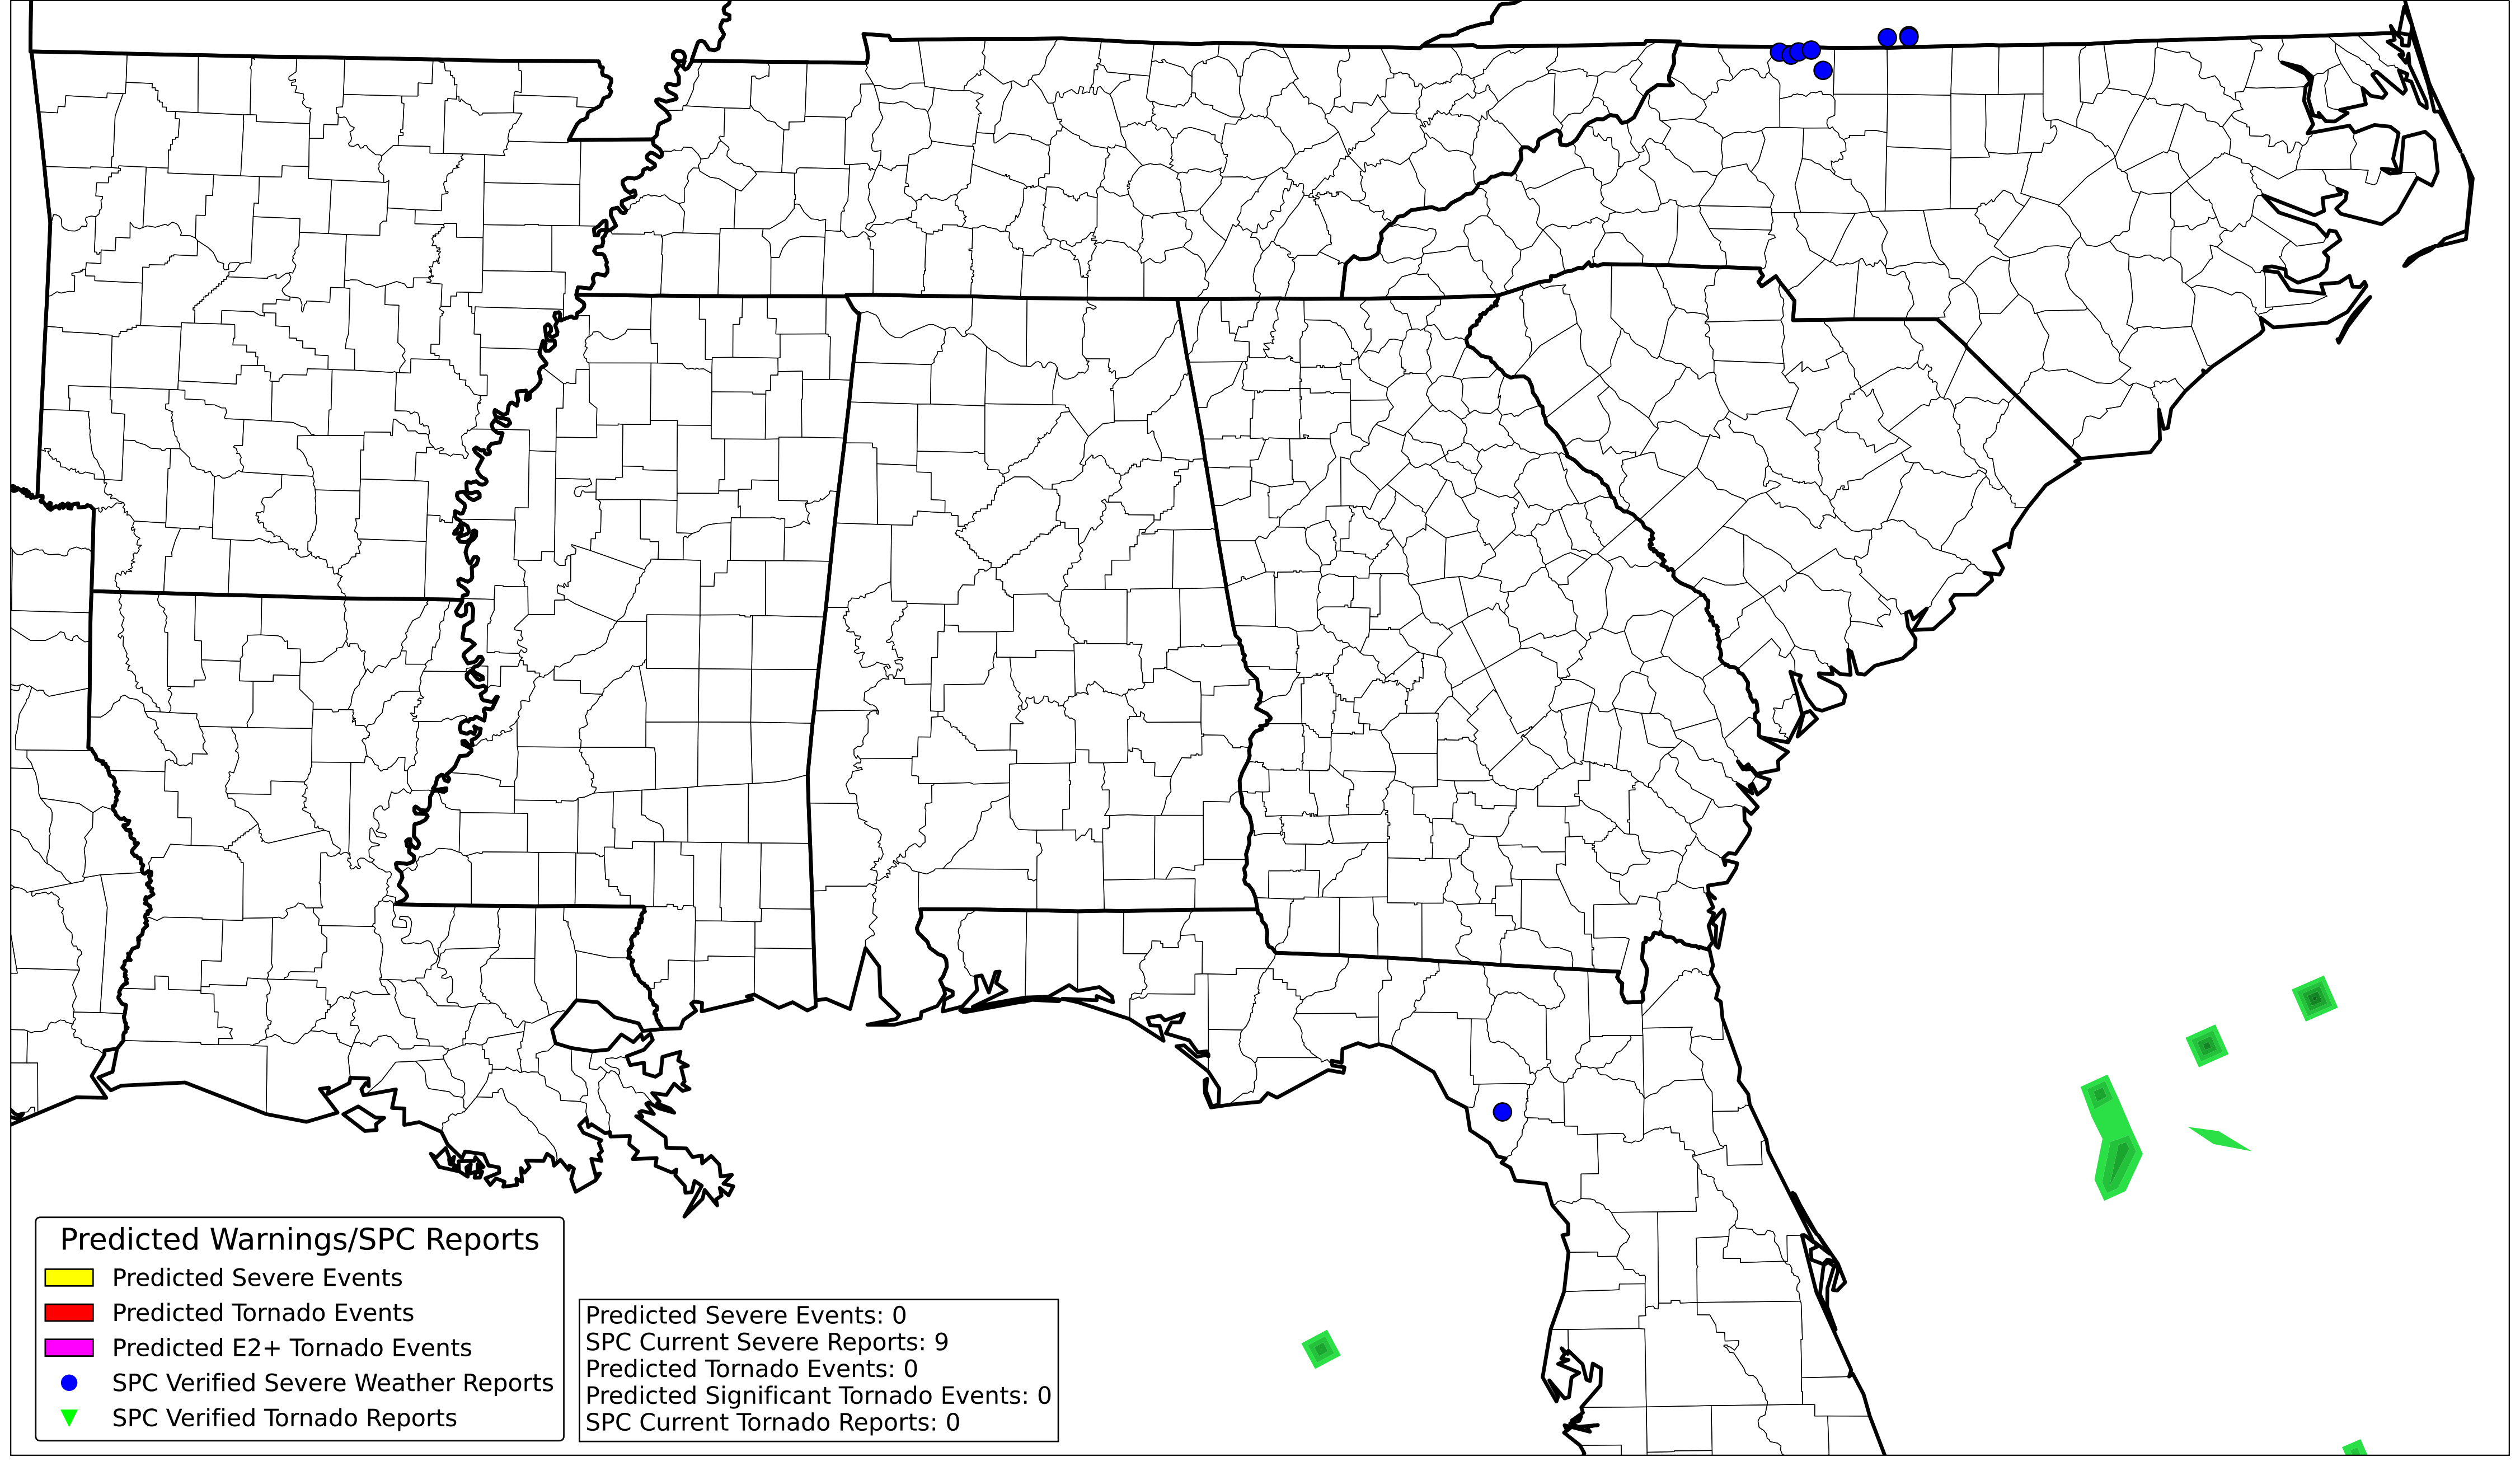 Predicted Warnings/SPC Reports
Predicted Severe Events
Predicted Tornado Events
Predicted E2+ Tornado Events
SPC Verified Severe Weather Reports
SPC Verified Tornado Reports
Predicted Severe Events: 0
SPC Current Severe Reports: 9
Predicted Tornado Events: 0
Predicted Significant Tornado Events: 0
SPC Current Tornado Reports: 0